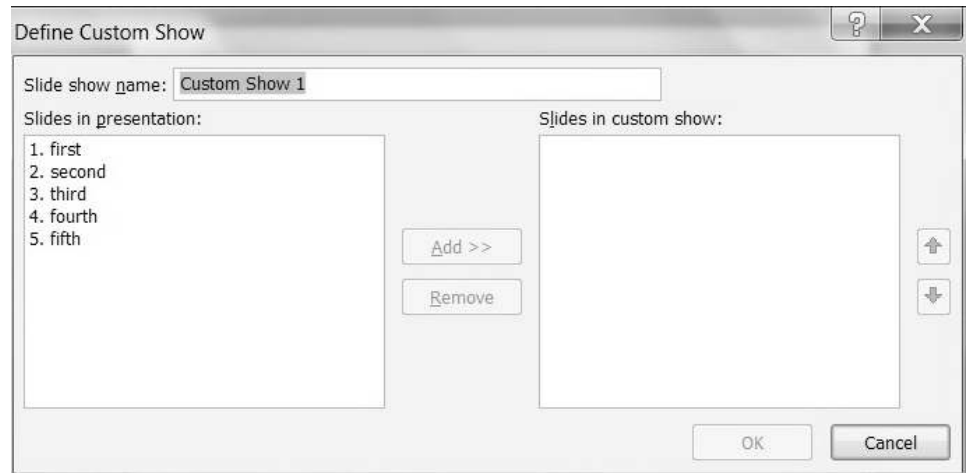 Define Custom Show
Slide show name: Custom Show 1
Slides in presentation:
Slides in custom show:
1. first
2. second
3. third
4. fourth
5. fifth
Add >>
Remove
OK
Cancel